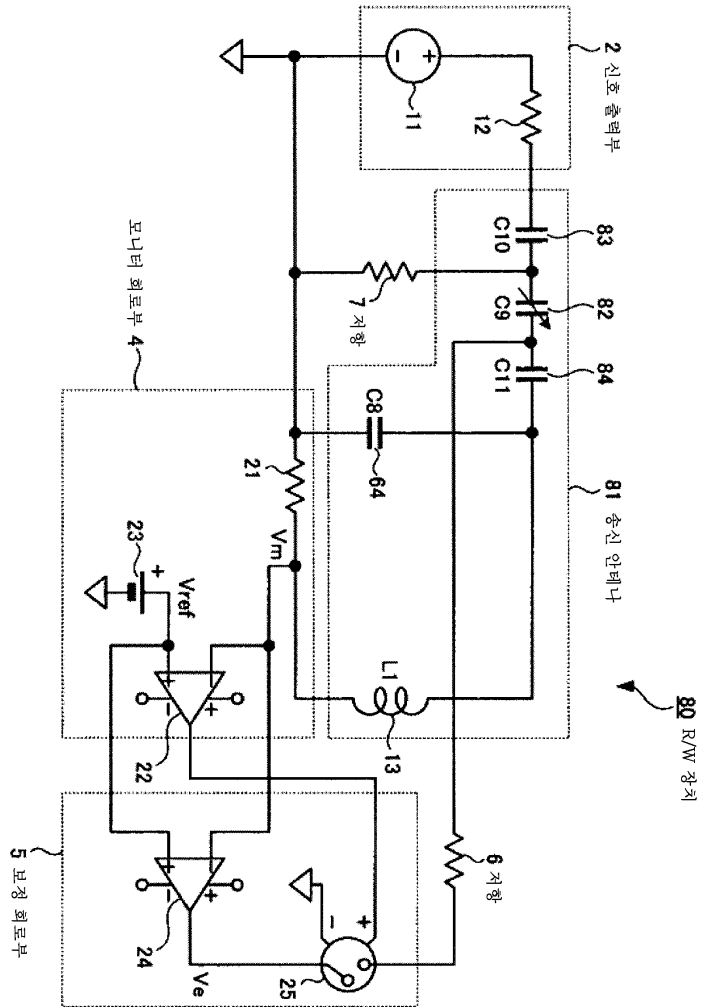 80 R/W 장치
2 신호 출력부
83
82
84
81 송신 안테나
C10
C9
C11
6 저항
12
+
-
11
7 저항
C8
64
L1
13
+
-
25
모니터 회로부 4
21
Vm
23
+
Vref
+
-
+
22
+
-
+
24
Ve
5 보정 회로부